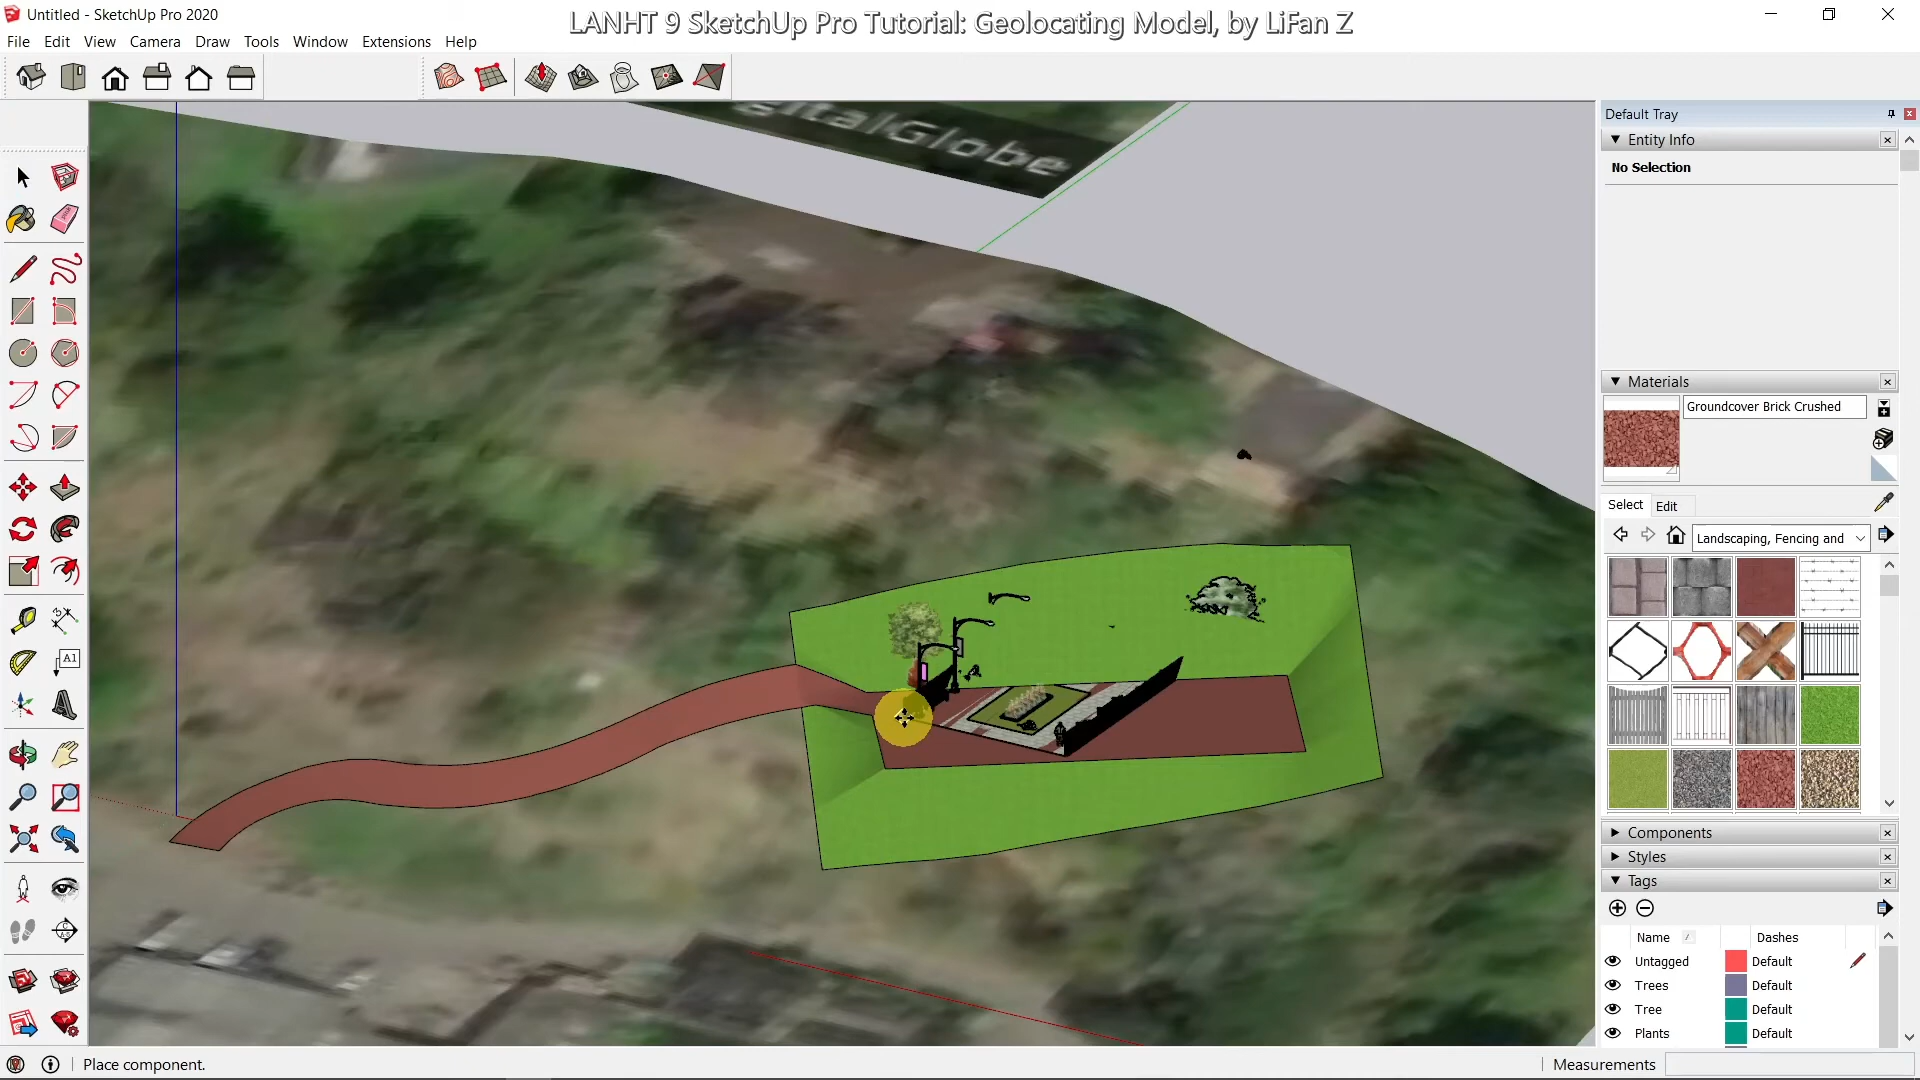 Untitled - SketchUp Pro 2020
LANHT 9 SketchUp Pro Tutorial: Geolocating Model, by LiFan Z
File Edit View Camera Draw Tools Window Extensions Help
gitalGlobe
Default Tray
Entity Info
No Selection
Materials
Groundcover Brick Crushed
Select Edit
Landscaping, Fencing and
A1
Components
Styles
Tags
Name Dashes
Untagged Default
Trees Default
Tree Default
Plants Default
Place component.
Measurements